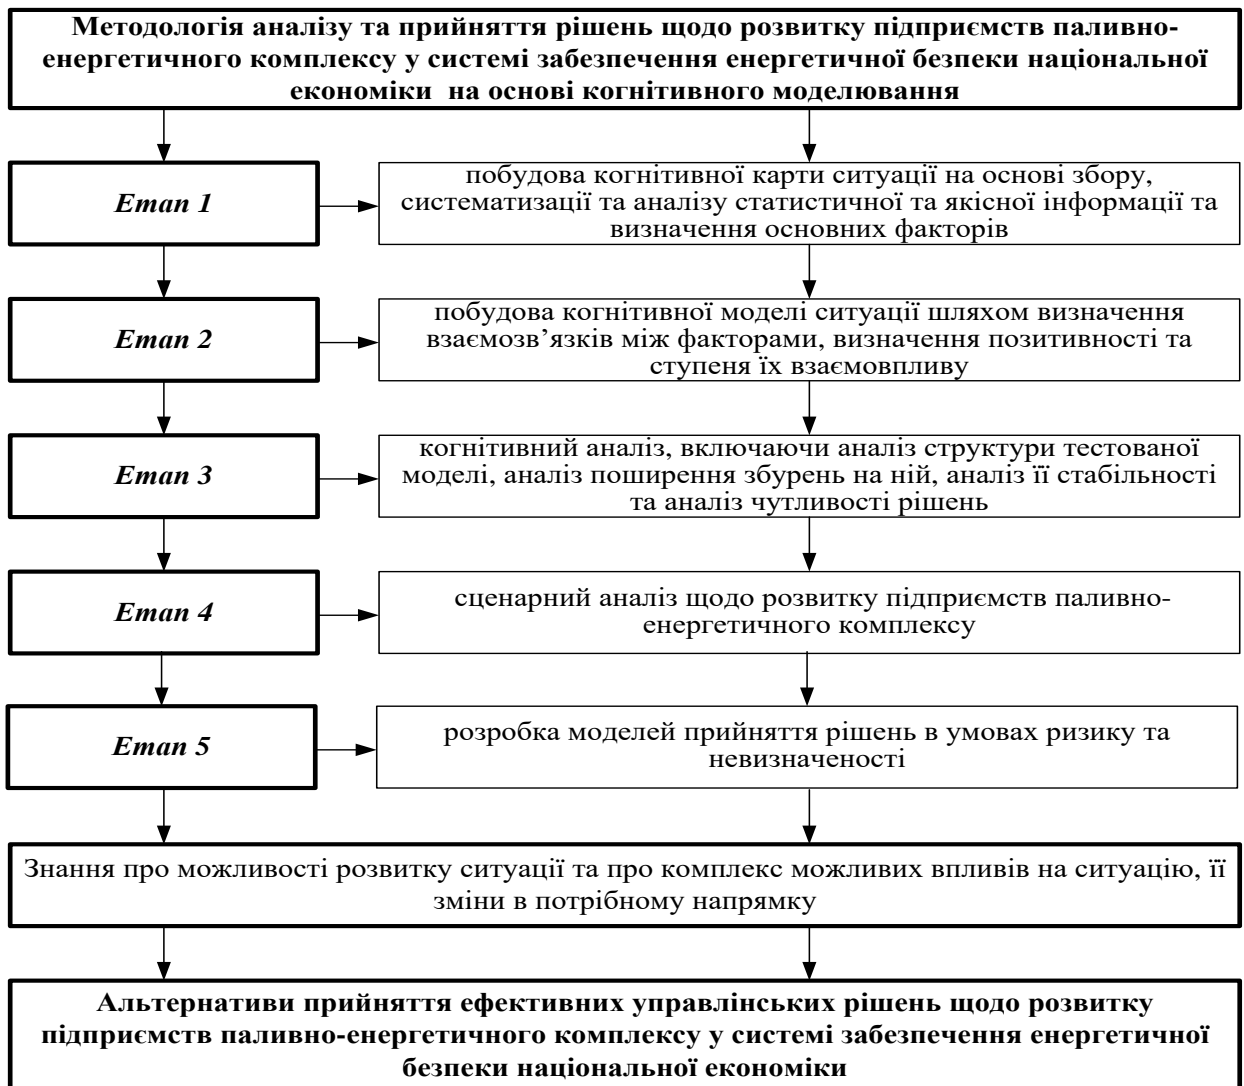 Методологія аналізу та прийняття рішень щодо розвитку підприємств паливно-
енергетичного комплексу у системі забезпечення енергетичної безпеки національної
економіки на основі когнітивного моделювання
Етап 1
побудова когнітивної карти ситуації на основі збору,
систематизації та аналізу статистичної та якісної інформації та
визначення основних факторів
Етап 2
побудова когнітивної моделі ситуації шляхом визначення
взаємозв’язків між факторами, визначення позитивності та
ступеня їх взаємовпливу
Етап 3
когнітивний аналіз, включаючи аналіз структури тестованої
моделі, аналіз поширення збурень на ній, аналіз її стабільності
та аналіз чутливості рішень
Етап 4
сценарний аналіз щодо розвитку підприємств паливно-
енергетичного комплексу
Етап 5
розробка моделей прийняття рішень в умовах ризику та
невизначеності
Знання про можливості розвитку ситуації та про комплекс можливих впливів на ситуацію, її
зміни в потрібному напрямку
Альтернативи прийняття ефективних управлінських рішень щодо розвитку
підприємств паливно-енергетичного комплексу у системі забезпечення енергетичної
безпеки національної економіки